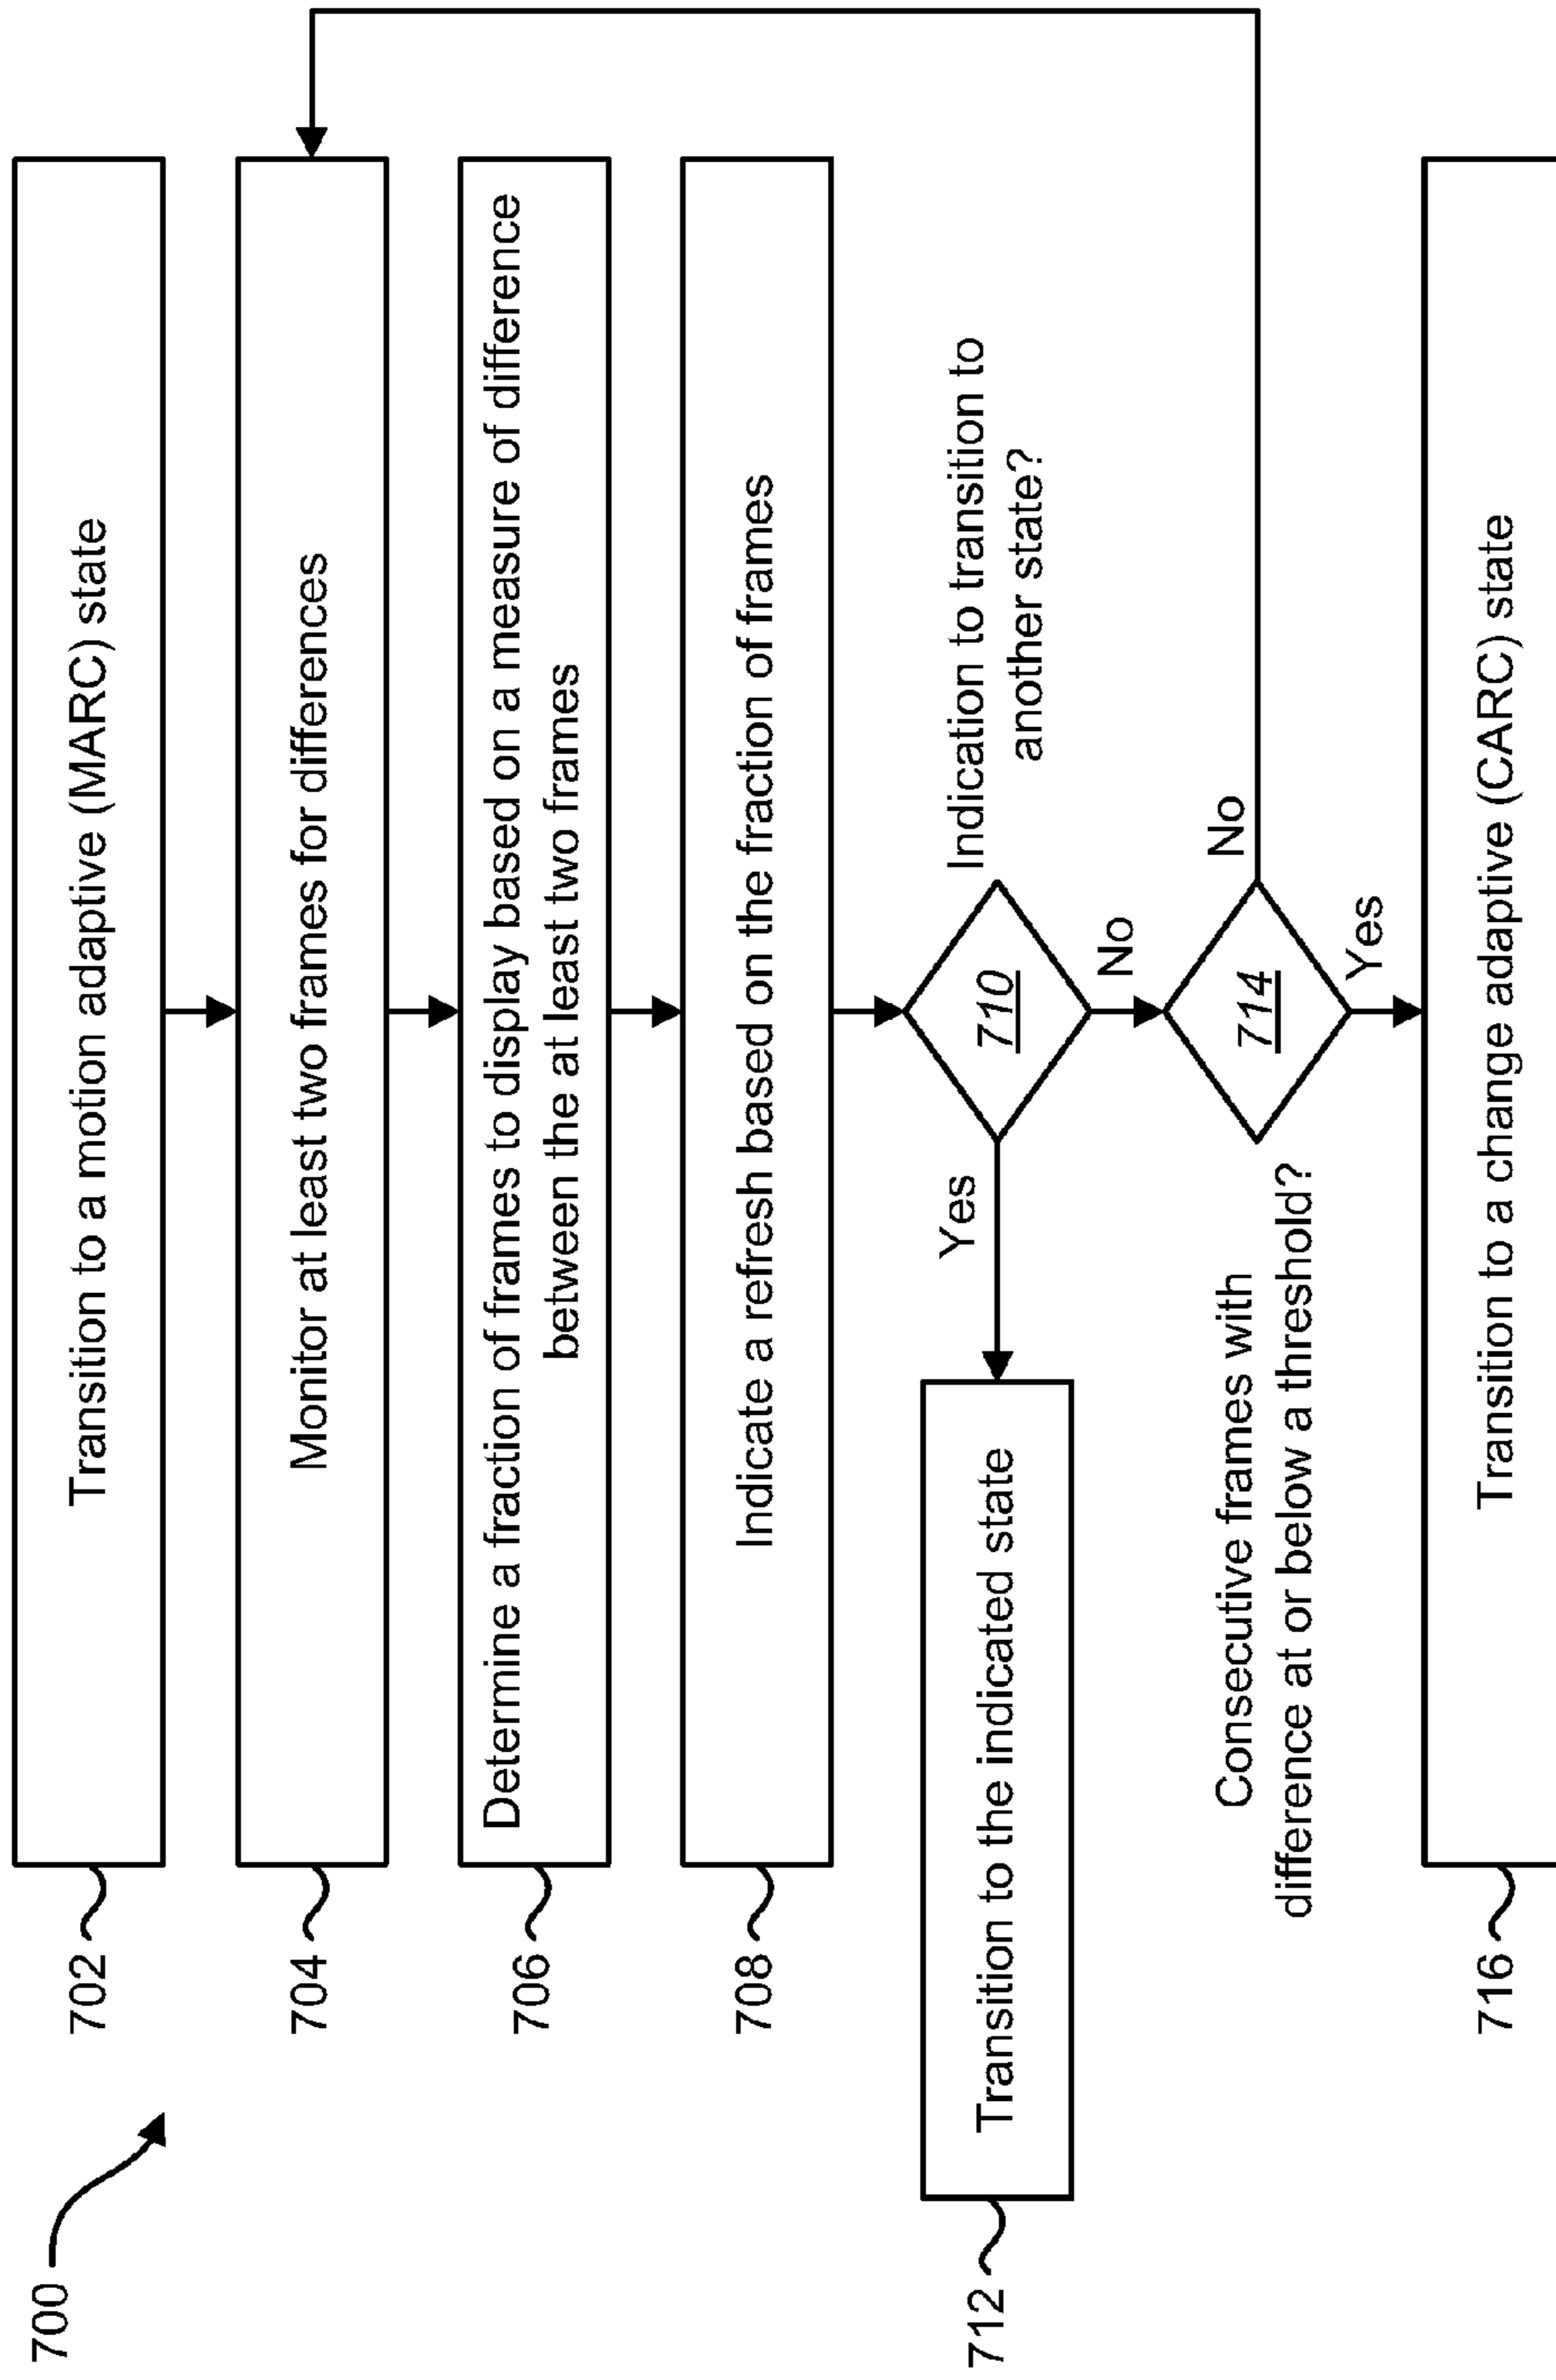 700
702
Transition to a motion adaptive (MARC) state
704
Monitor at least two frames for differences
706
Determine a fraction of frames to display based on a measure of difference
between the at least two frames
708
Indicate a refresh based on the fraction of frames
710
Indication to transition to
another state?
Yes
No
712
Transition to the indicated state
714
Consecutive frames with
difference at or below a threshold?
No
Yes
716
Transition to a change adaptive (CARC) state